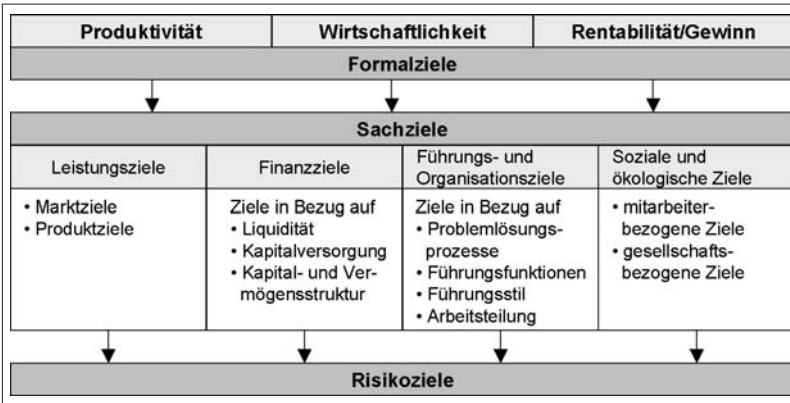 Produktivität
Wirtschaftlichkeit
Rentabilität/Gewinn
Formalziele
Sachziele
Leistungsziele
Finanzziele
Führungs- und
Organisationsziele
Soziale und
ökologische Ziele
• Marktziele
• Produktziele
Ziele in Bezug auf
• Liquidität
• Kapitalversorgung
• Kapital- und Ver-
mögensstruktur
Ziele in Bezug auf
• Problemlösungs-
prozesse
• Führungsfunktionen
• Führungsstil
• Arbeitsteilung
• mitarbeiter-
bezogene Ziele
• gesellschafts-
bezogene Ziele
Risikoziele